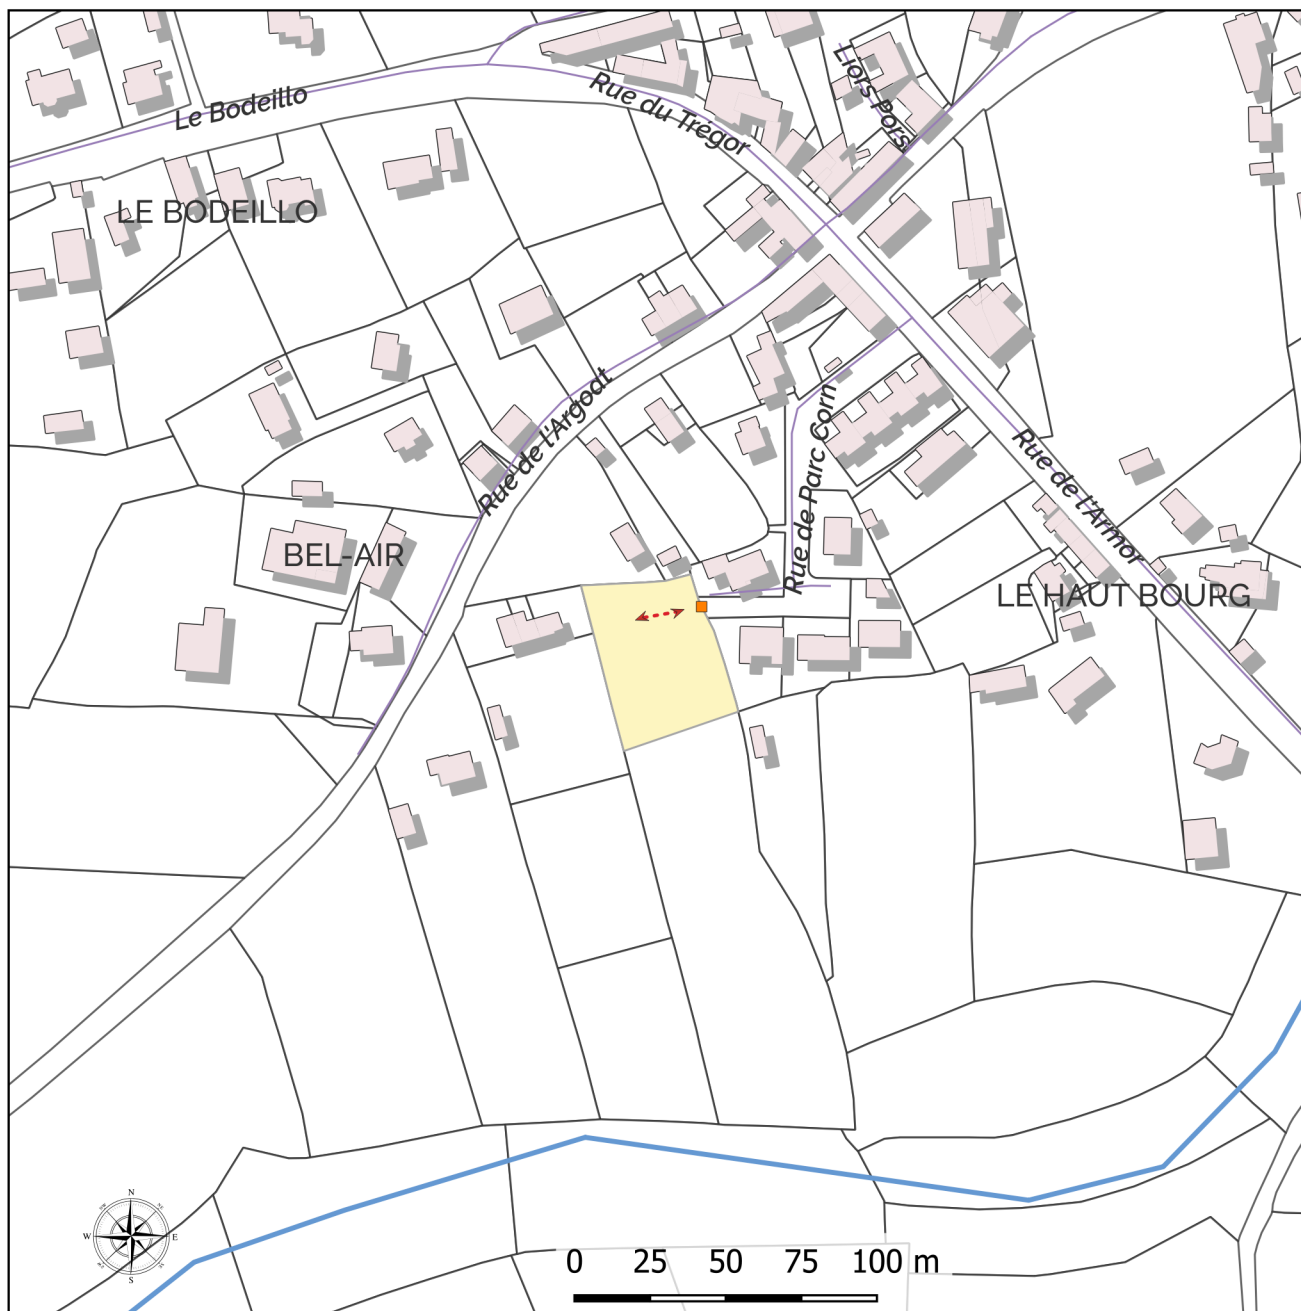 Liors Pors
Rue du Trégor
Le Bodeillo
LE BODEILLO
Rue de l'Argoat
Rue de Parc Corn
Rue de l'Armor
BEL-AIR
LE HAUT BOURG
N
W
E
S
0 25 50 75 100 m